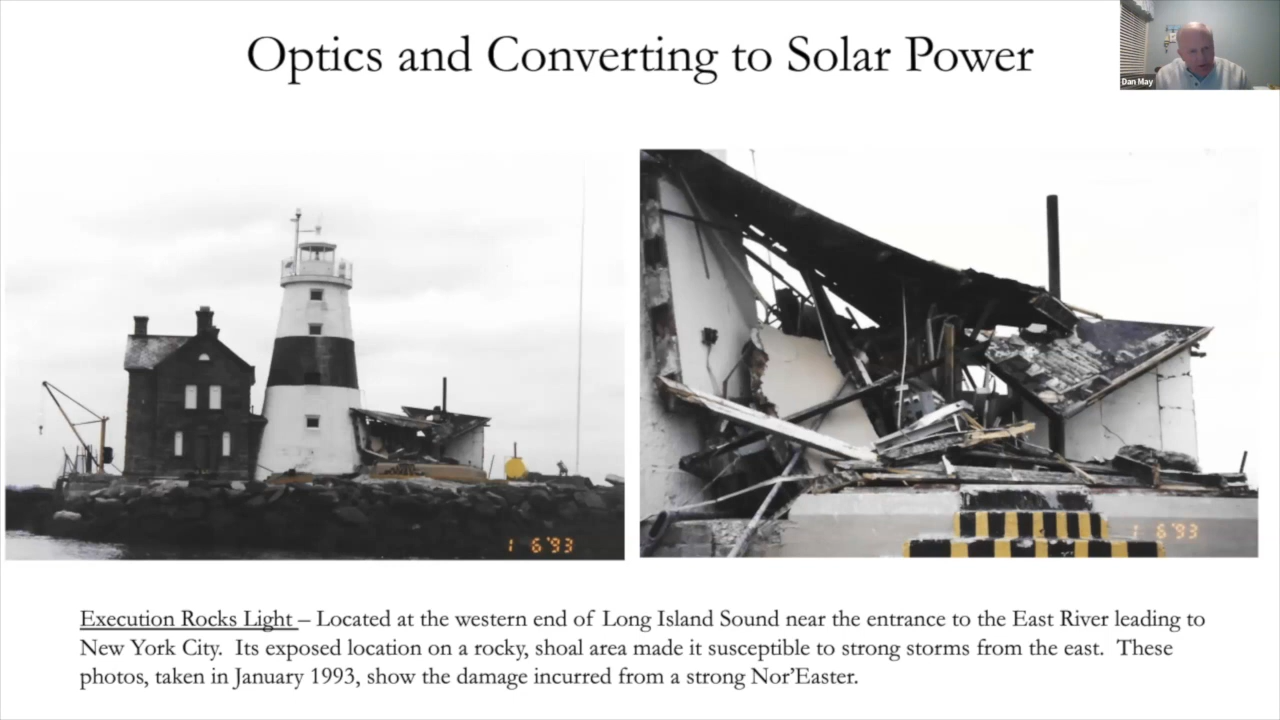 Optics and Converting to Solar Power
Dan May
1 6'93
1 6'93
Execution Rocks Light – Located at the western end of Long Island Sound near the entrance to the East River leading to
New York City. Its exposed location on a rocky, shoal area made it susceptible to strong storms from the east. These
photos, taken in January 1993, show the damage incurred from a strong Nor’Easter.